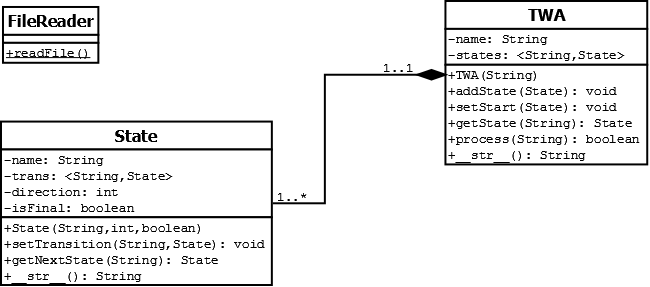 FileReader
+readFile()
TWA
-name: String
-states: <String,State>
+TWA(String)
+addState(State): void
+setStart(State): void
+getState(String): State
+process(String): boolean
+__str__(): String
1..1
State
-name: String
-trans: <String,State>
-direction: int
-isFinal: boolean
+State(String,int,boolean)
+setTransition(String,State): void
+getNextState(String): State
+__str__(): String
1..*